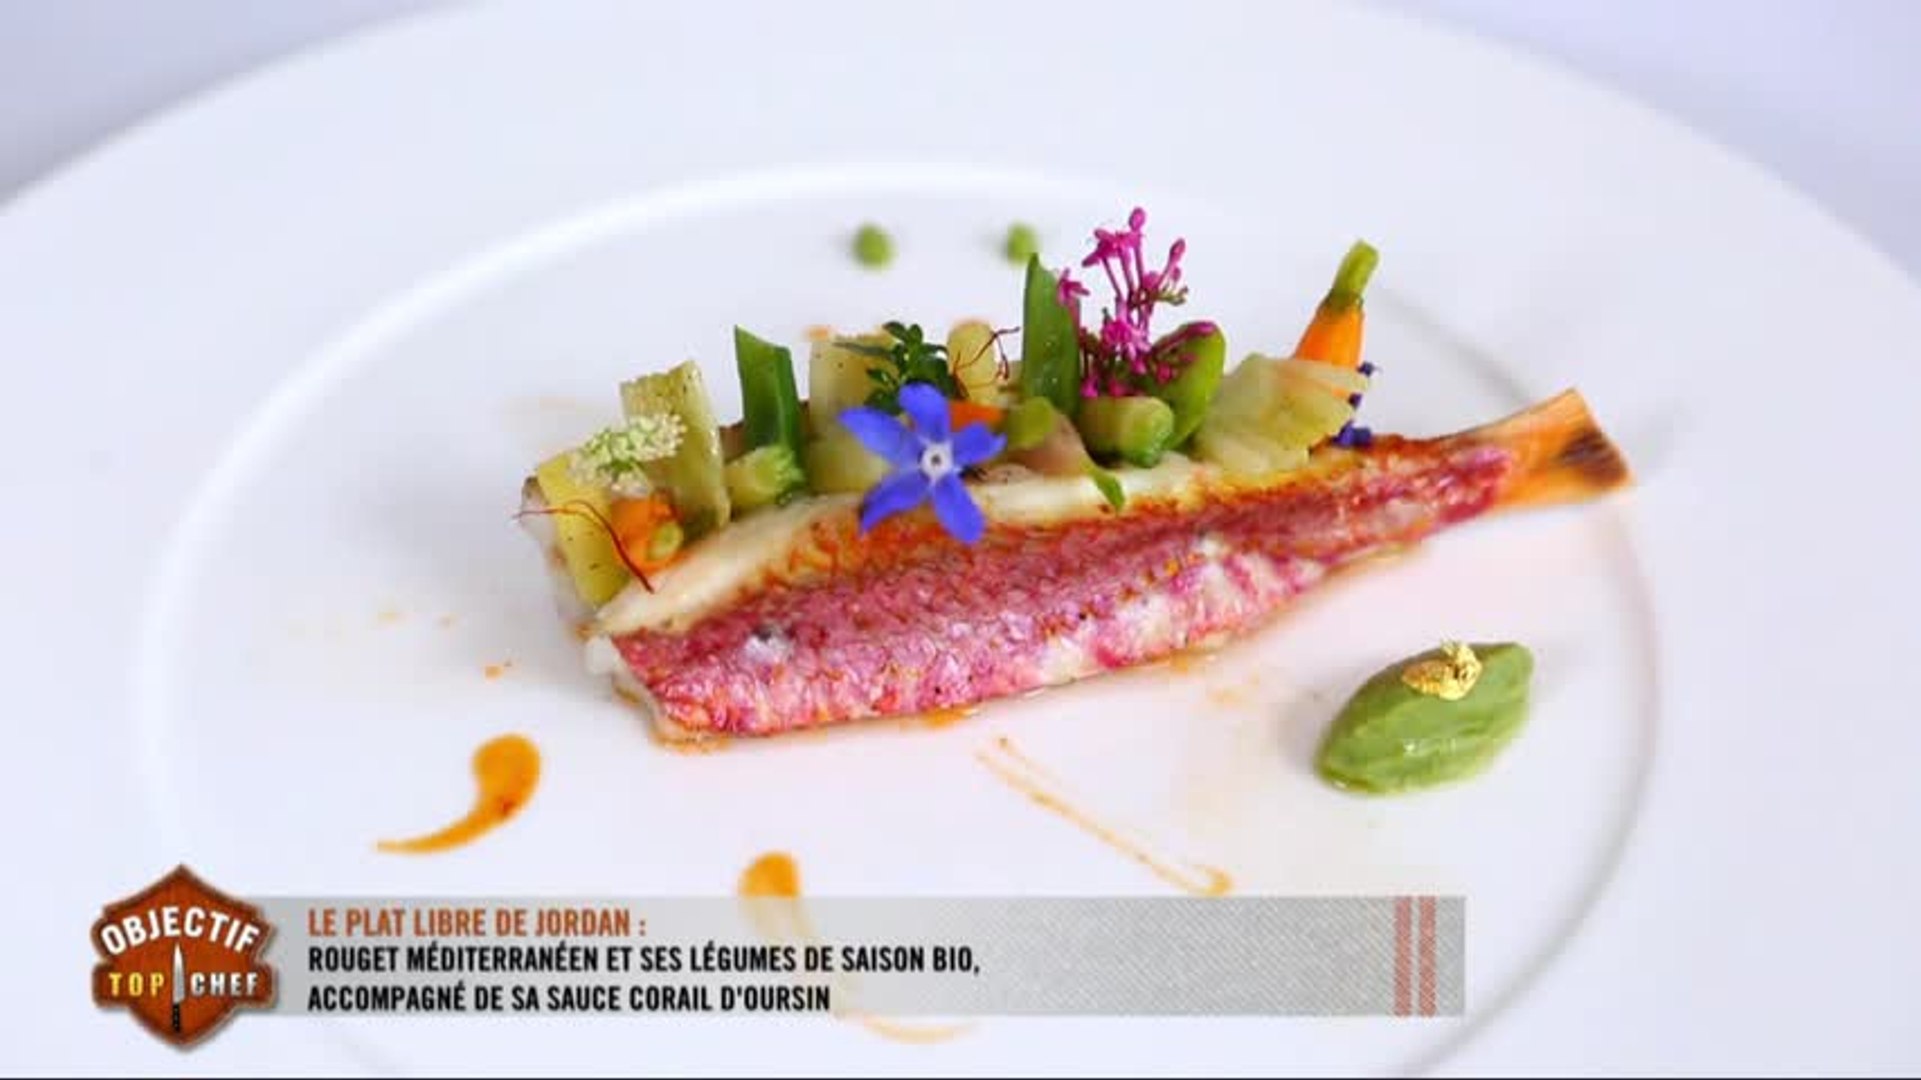 OBJECTIF
TOP CHEF
LE PLAT LIBRE DE JORDAN :
ROUGET MÉDITERRANÉEN ET SES LÉGUMES DE SAISON BIO,
ACCOMPAGNÉ DE SA SAUCE CORAIL D'OURSIN